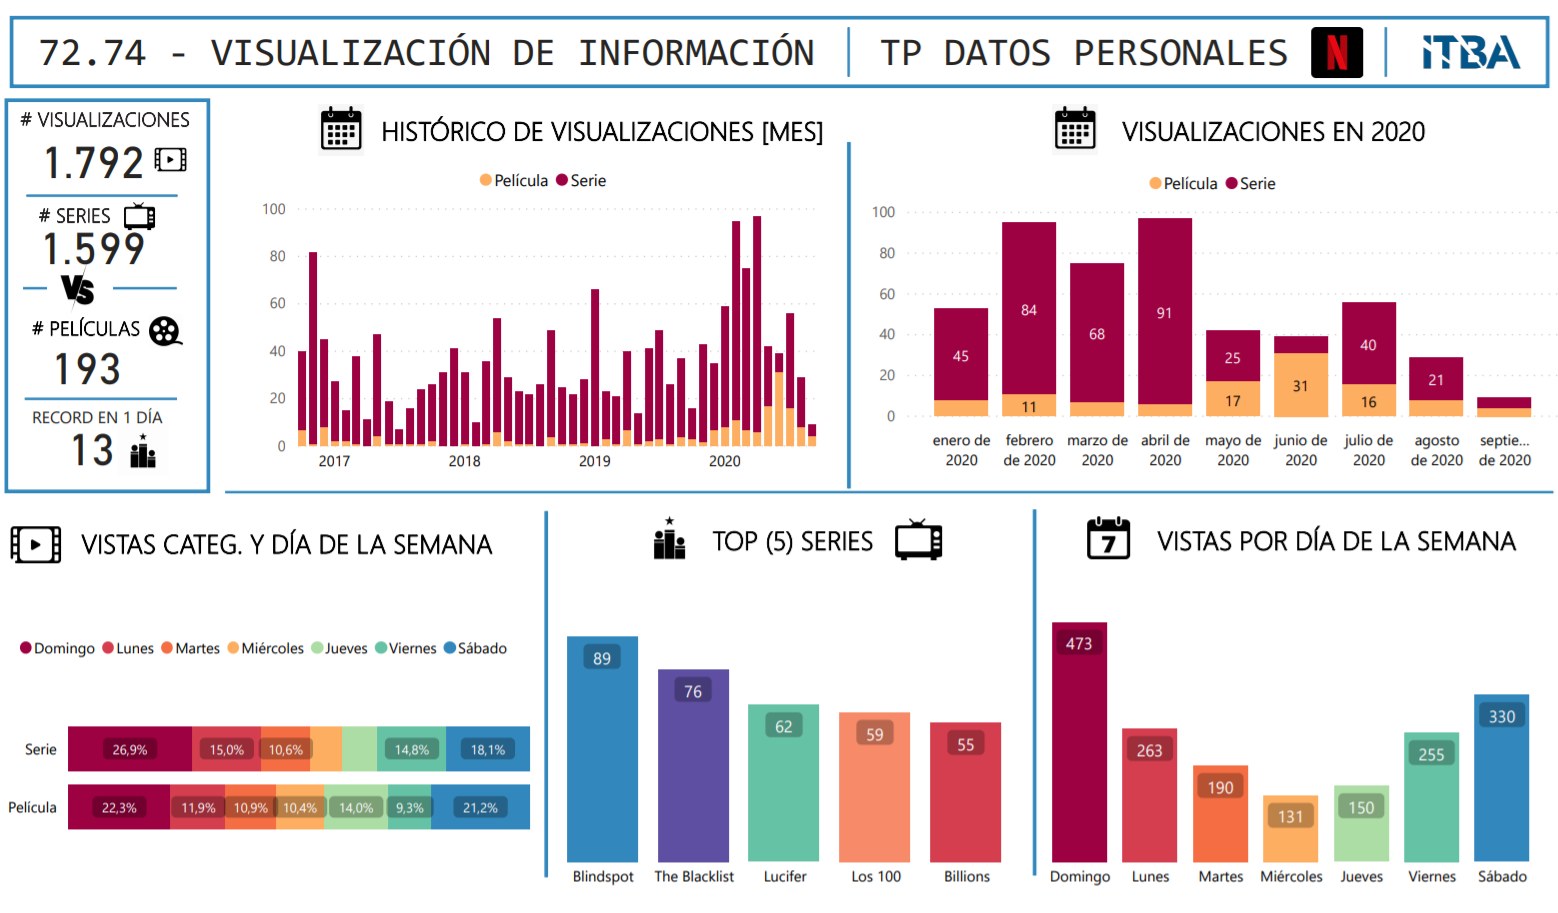 72.74 - VISUALIZACIÓN DE INFORMACIÓN
TP DATOS PERSONALES
N
ITBA
# VISUALIZACIONES
1.792
# SERIES
1.599
VS
# PELÍCULAS
193
RECORD EN 1 DÍA
13
HISTÓRICO DE VISUALIZACIONES [MES]
Película Serie
100
80
60
40
20
0
2017 2018 2019 2020
VISUALIZACIONES EN 2020
Película Serie
100
80
60
40
20
0
45 84 68 91 25 40 21
11 17 31 16
enero de 2020
febrero de 2020
marzo de 2020
abril de 2020
mayo de 2020
junio de 2020
julio de 2020
agosto de 2020
septie... de 2020
VISTAS CATEG. Y DÍA DE LA SEMANA
Domingo Lunes Martes Miércoles Jueves Viernes Sábado
Serie 26,9% 15,0% 10,6% 14,8% 18,1%
Película 22,3% 11,9% 10,9% 10,4% 14,0% 9,3% 21,2%
TOP (5) SERIES
89 76 62 59 55
Blindspot The Blacklist Lucifer Los 100 Billions
7
VISTAS POR DÍA DE LA SEMANA
473 263 190 131 150 255 330
Domingo Lunes Martes Miércoles Jueves Viernes Sábado